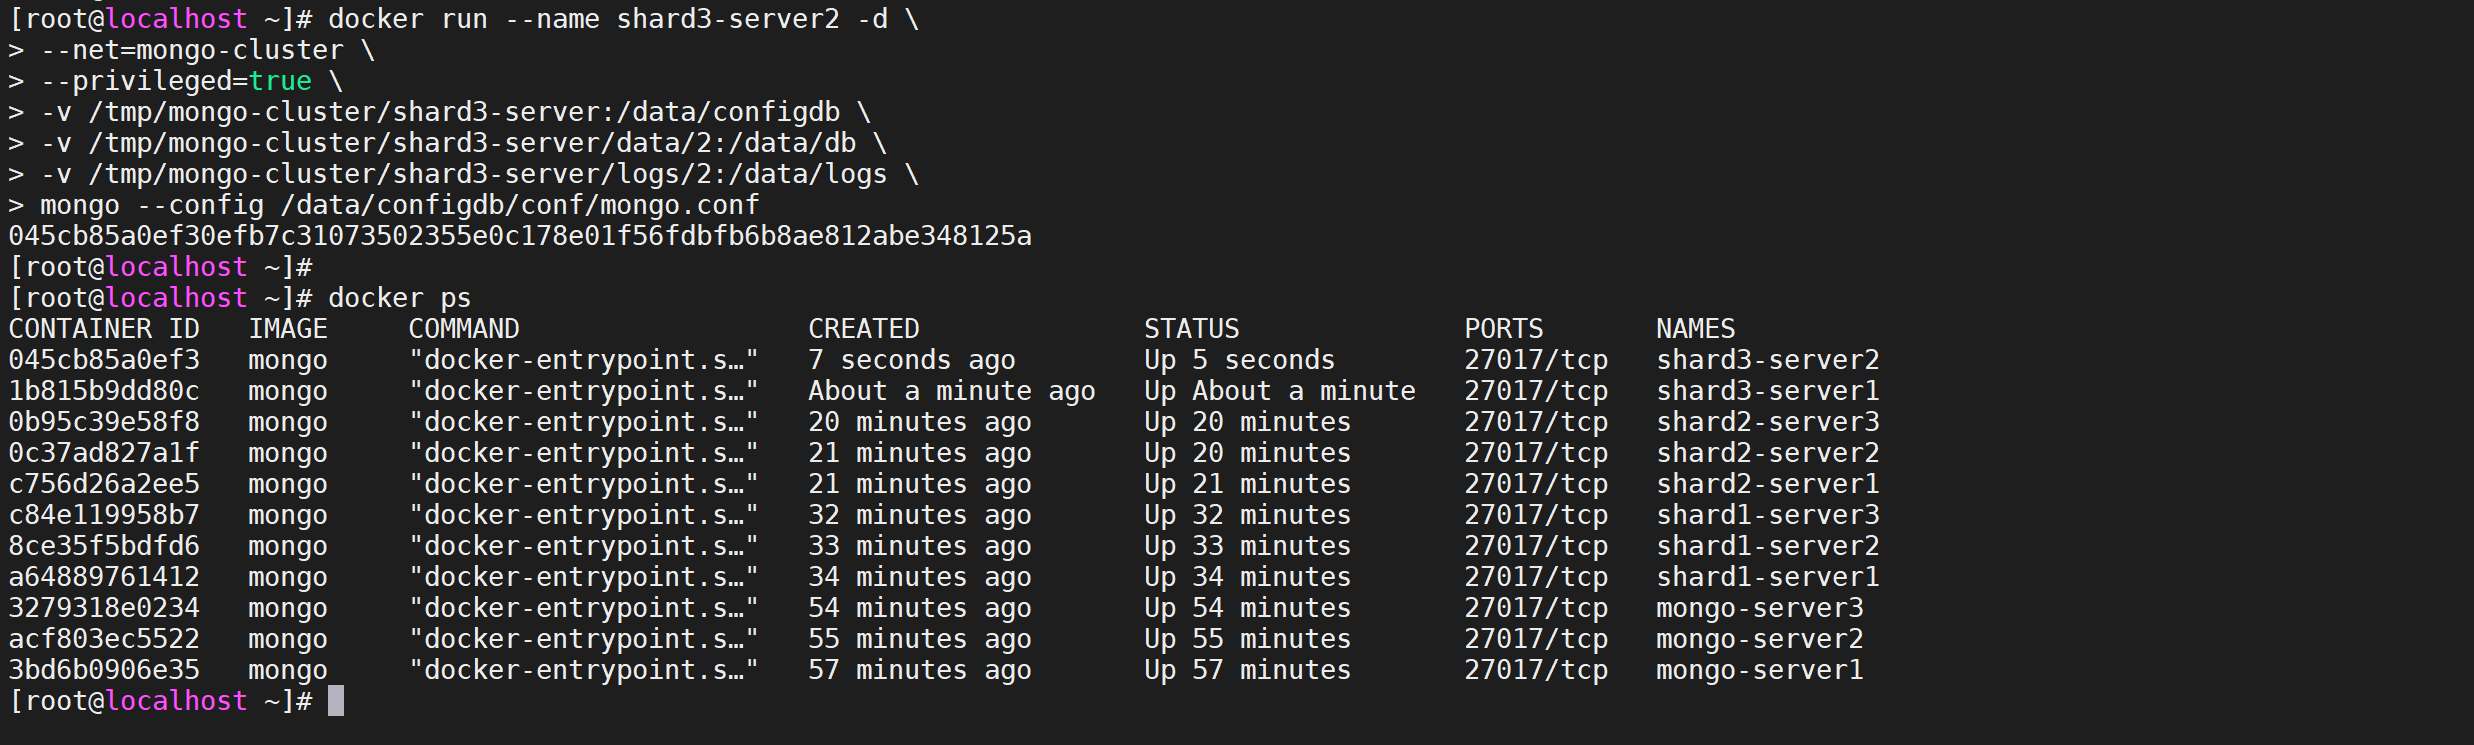 [root@localhost ~]# docker run --name shard3-server2 -d \
> --net=mongo-cluster \
> --privileged=true \
> -v /tmp/mongo-cluster/shard3-server:/data/configdb \
> -v /tmp/mongo-cluster/shard3-server/data/2:/data/db \
> -v /tmp/mongo-cluster/shard3-server/logs/2:/data/logs \
> mongo --config /data/configdb/conf/mongo.conf
045cb85a0ef30efb7c31073502355e0c178e01f56fdbfb6b8ae812abe348125a
[root@localhost ~]#
[root@localhost ~]# docker ps
CONTAINER ID   IMAGE     COMMAND                  CREATED              STATUS              PORTS       NAMES
045cb85a0ef3   mongo     "docker-entrypoint.s…"   7 seconds ago        Up 5 seconds        27017/tcp   shard3-server2
1b815b9dd80c   mongo     "docker-entrypoint.s…"   About a minute ago   Up About a minute   27017/tcp   shard3-server1
0b95c39e58f8   mongo     "docker-entrypoint.s…"   20 minutes ago       Up 20 minutes       27017/tcp   shard2-server3
0c37ad827a1f   mongo     "docker-entrypoint.s…"   21 minutes ago       Up 20 minutes       27017/tcp   shard2-server2
c756d26a2ee5   mongo     "docker-entrypoint.s…"   21 minutes ago       Up 21 minutes       27017/tcp   shard2-server1
c84e119958b7   mongo     "docker-entrypoint.s…"   32 minutes ago       Up 32 minutes       27017/tcp   shard1-server3
8ce35f5bdfd6   mongo     "docker-entrypoint.s…"   33 minutes ago       Up 33 minutes       27017/tcp   shard1-server2
a64889761412   mongo     "docker-entrypoint.s…"   34 minutes ago       Up 34 minutes       27017/tcp   shard1-server1
3279318e0234   mongo     "docker-entrypoint.s…"   54 minutes ago       Up 54 minutes       27017/tcp   mongo-server3
acf803ec5522   mongo     "docker-entrypoint.s…"   55 minutes ago       Up 55 minutes       27017/tcp   mongo-server2
3bd6b0906e35   mongo     "docker-entrypoint.s…"   57 minutes ago       Up 57 minutes       27017/tcp   mongo-server1
[root@localhost ~]#